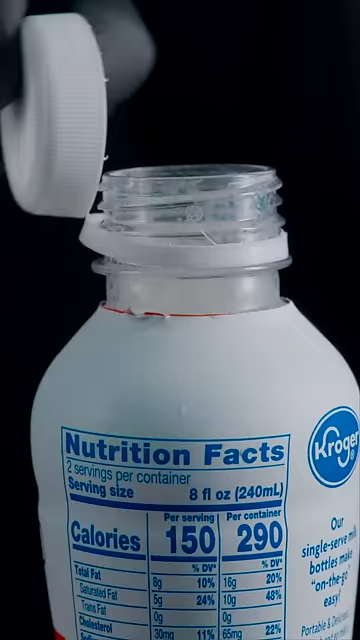 Nutrition Facts
2 servings per container
Serving size 8 fl oz (240mL)
Per serving Per container
Calories 150 290
% DV* % DV*
Total Fat 8g 10% 16g 20%
Saturated Fat 5g 24% 10g 48%
Trans Fat 0g 0g
Cholesterol 30mg 11% 65mg 22%
Kroger
Our
single-serve
bottles make
"on-the-go
easy!
Portable &